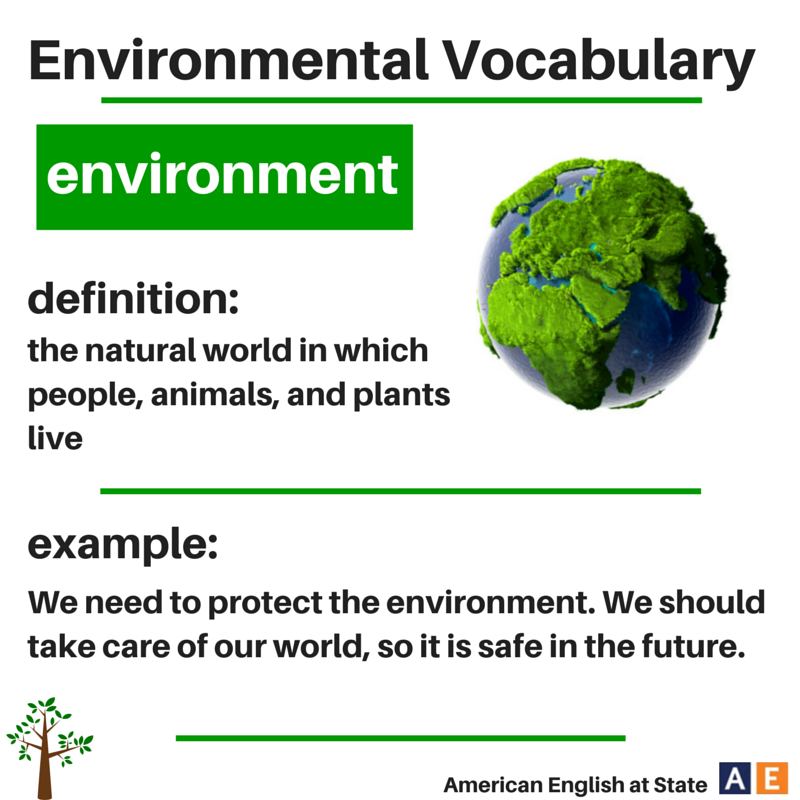 Environmental Vocabulary
environment
definition:
the natural world in which
people, animals, and plants
live
example:
We need to protect the environment. We should
take care of our world, so it is safe in the future.
American English at State AE